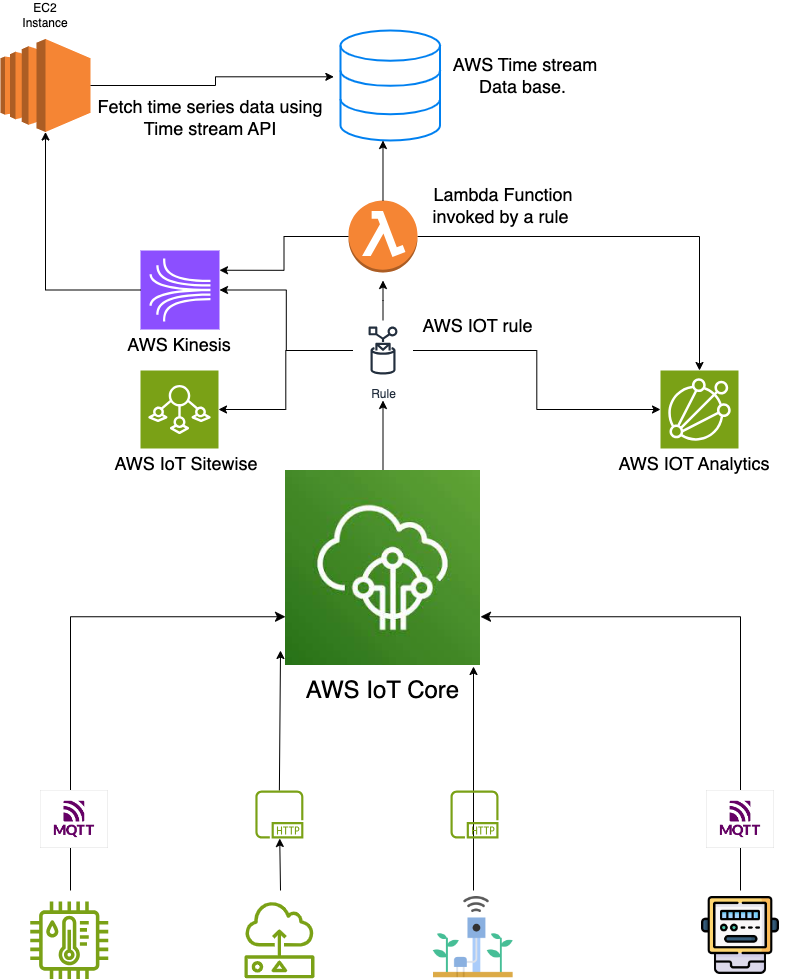 EC2
Instance
AWS Time stream
Data base.
Fetch time series data using
Time stream API
Lambda Function
invoked by a rule
AWS IOT rule
AWS Kinesis
Rule
AWS IoT Sitewise
AWS IOT Analytics
AWS IoT Core
MQTT
HTTP
HTTP
MQTT